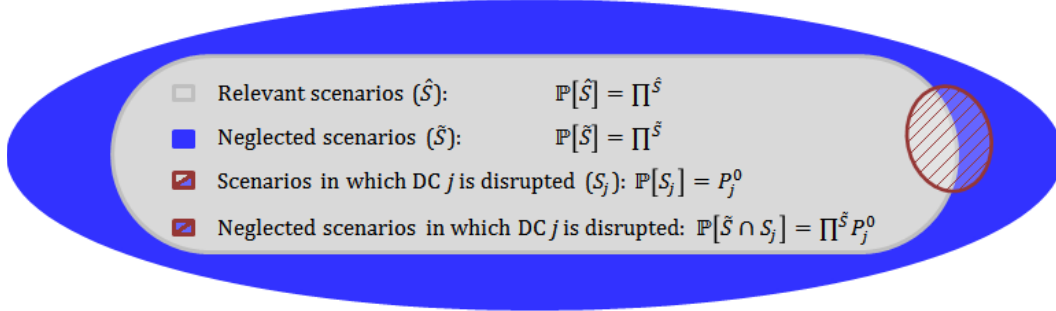 Relevant scenarios (Ŝ): ℙ[Ŝ] = ∏^Ŝ
Neglected scenarios (S̃): ℙ[S̃] = ∏^S̃
Scenarios in which DC j is disrupted (S_j): ℙ[S_j] = P_j^0
Neglected scenarios in which DC j is disrupted: ℙ[S̃ ∩ S_j] = ∏^S̃ P_j^0